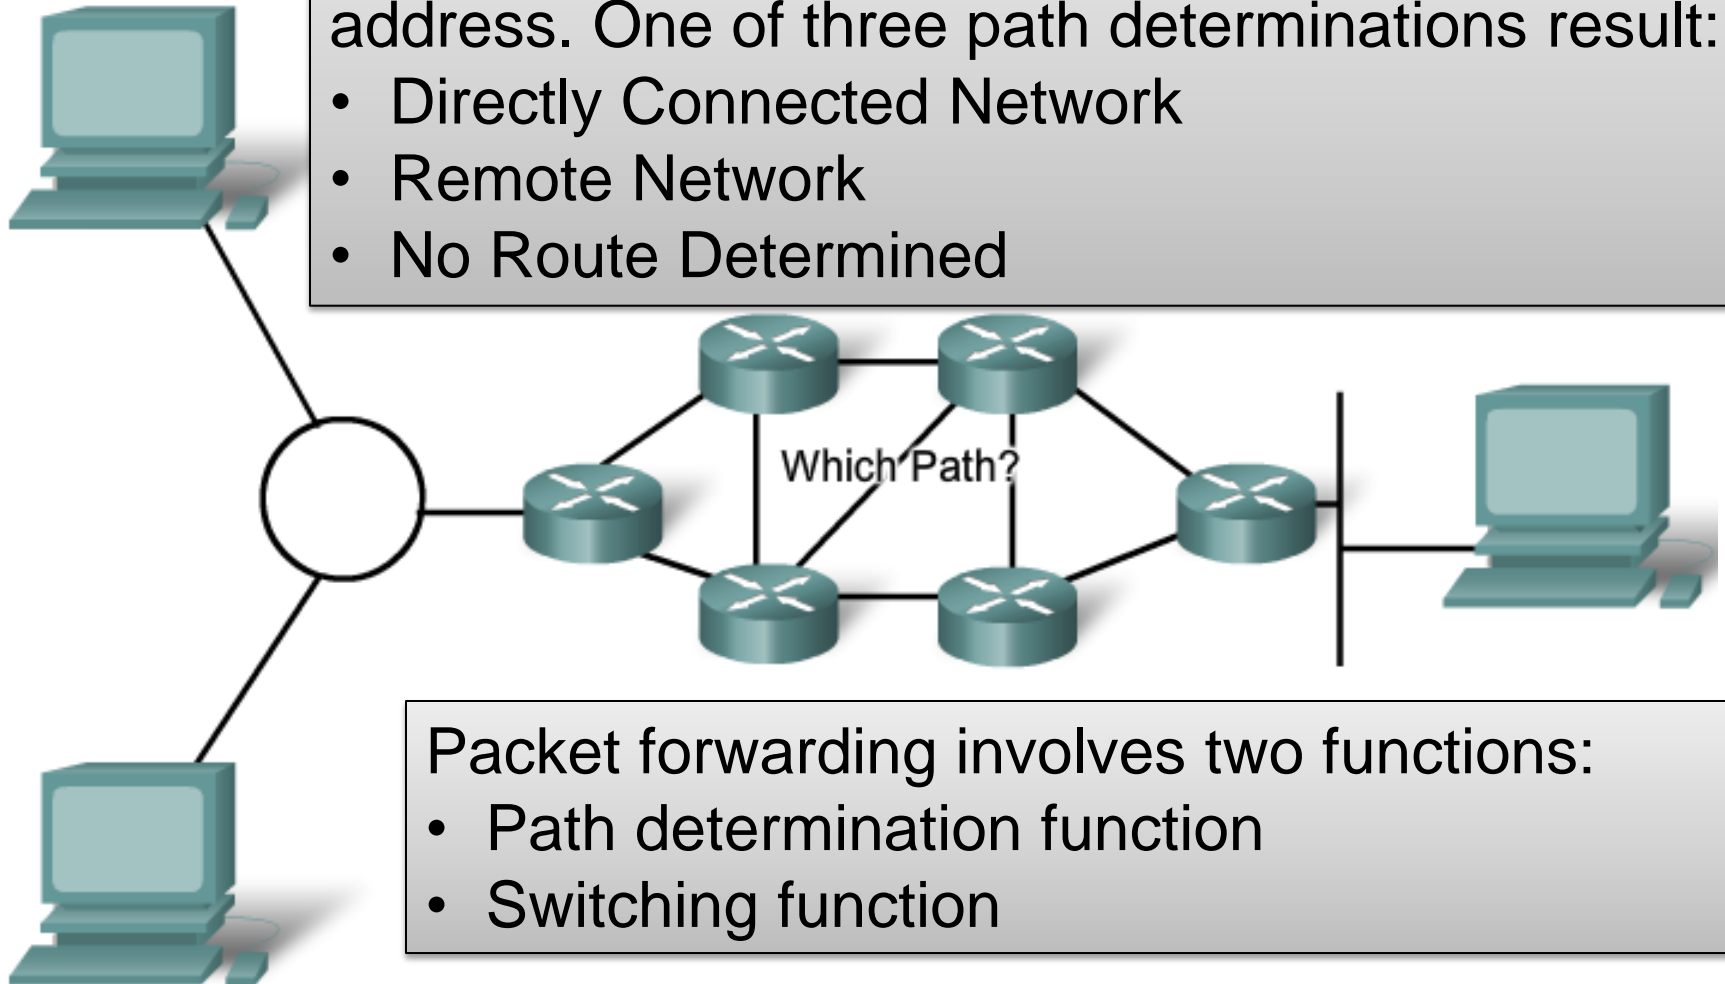 address. One of three path determinations result:
• Directly Connected Network
• Remote Network
• No Route Determined
Which Path?
Packet forwarding involves two functions:
• Path determination function
• Switching function